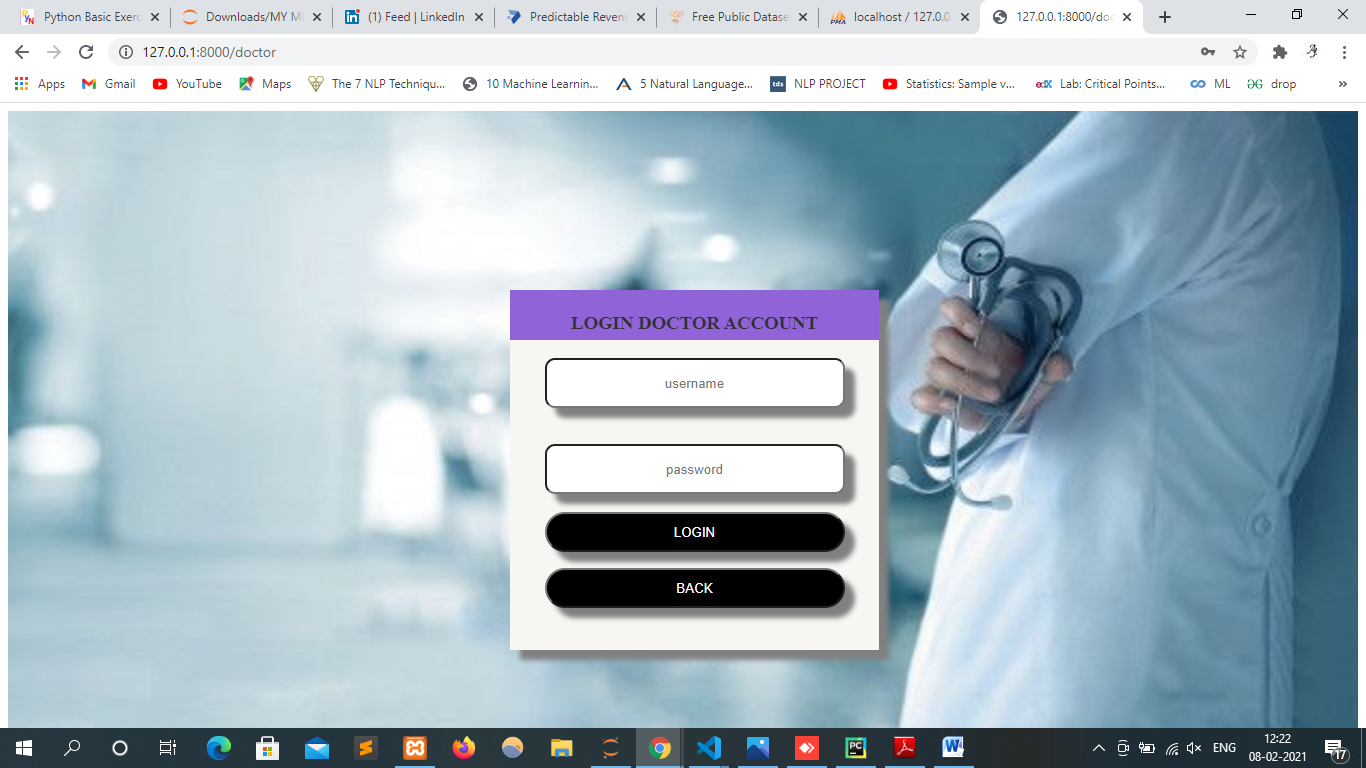 Python Basic Exerc
Downloads/MY M
(1) Feed | LinkedIn
Predictable Revenu
Free Public Datase
localhost / 127.0.0.
127.0.0.1:8000/doc
127.0.0.1:8000/doctor
Apps
Gmail
YouTube
Maps
The 7 NLP Techniqu...
10 Machine Learnin...
5 Natural Language...
tds
NLP PROJECT
Statistics: Sample v...
edX
Lab: Critical Points...
ML
drop
»
LOGIN DOCTOR ACCOUNT
username
password
LOGIN
BACK
ENG
12:22
08-02-2021
17